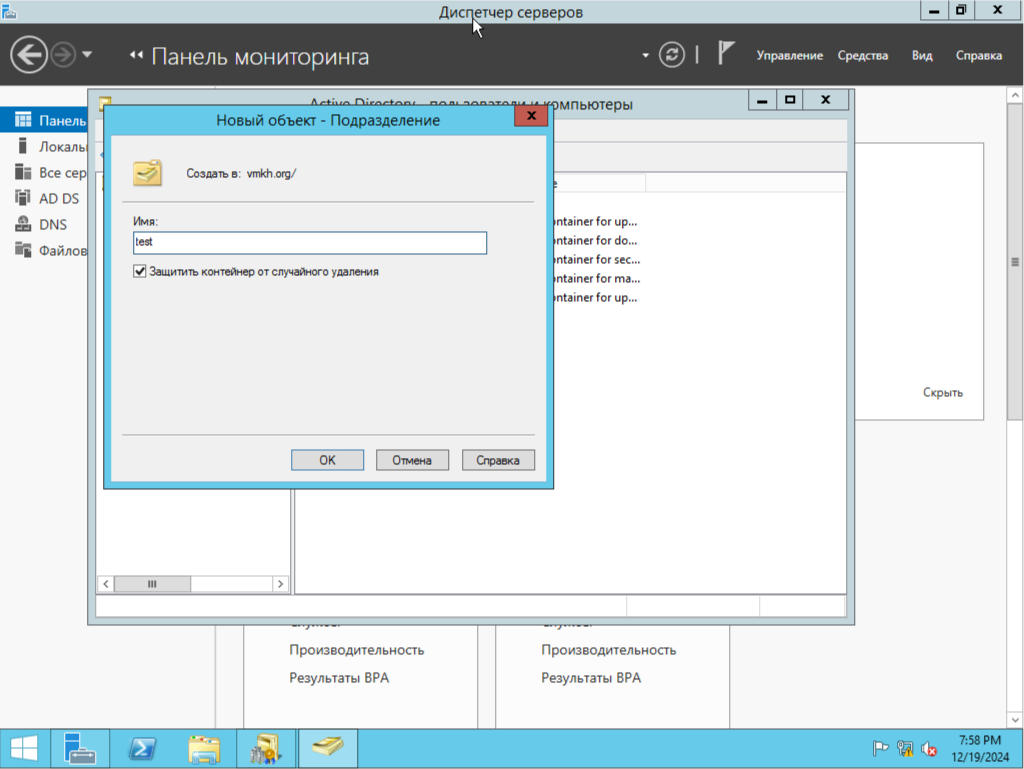 Диспетчер серверов
Панель мониторинга
Управление Средства Вид Справка
Active Directory - пользователи и компьютеры
Новый объект - Подразделение
Панель
Все сер
AD DS
DNS
Создать в: vmkh.org/
Имя:
test
Защитить контейнер от случайного удаления
ontainer for up...
ontainer for do...
ontainer for sec...
ontainer for ma...
ontainer for up...
Скрыть
OK Отмена Справка
Производительность Производительность
Результаты BPA Результаты BPA
7:58 PM
12/19/2024